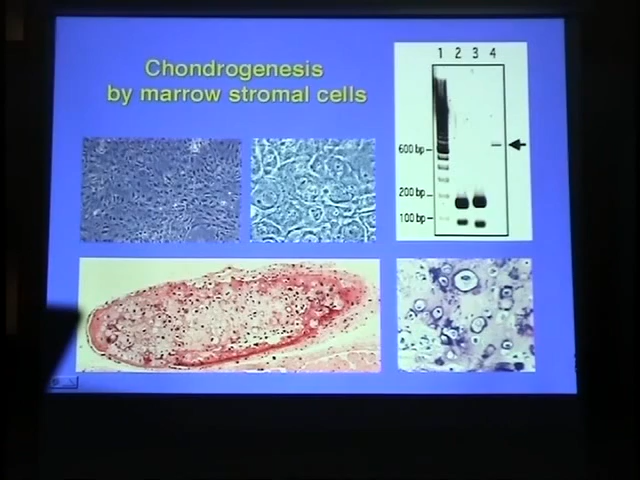 Chondrogenesis
by marrow stromal cells
1 2 3 4
600 bp
200 bp
100 bp